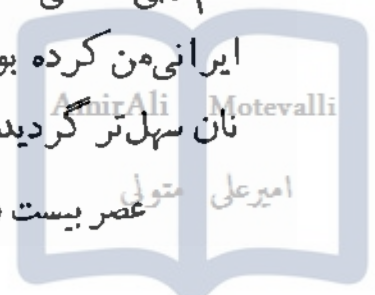 ایرانی‌من کرده بو
AmirAli Motevalli
نان سهل‌تر گردید
امیرعلی متولی
عصر بیست